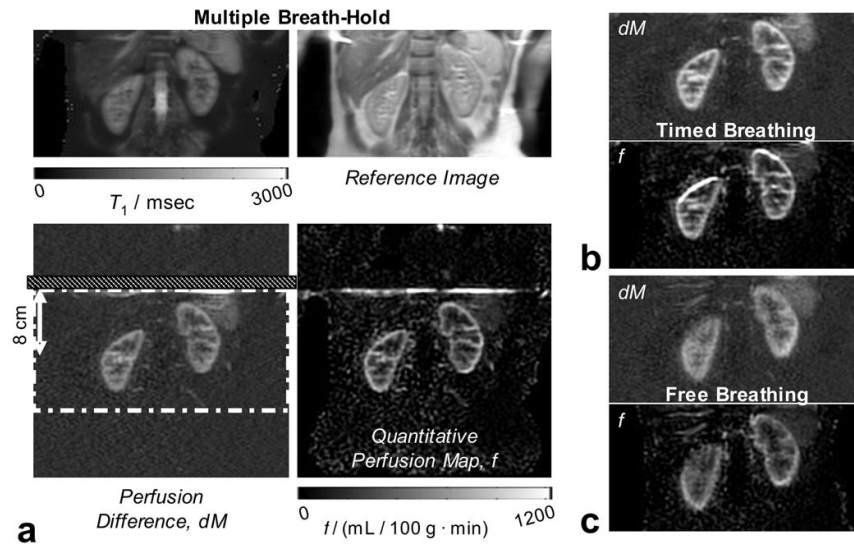 Multiple Breath-Hold
0 3000
T1 / msec
Reference Image
8 cm
Perfusion
Difference, dM
Quantitative
Perfusion Map, f
0 1200
f / (mL / 100 g · min)
a
dM
Timed Breathing
f
b
dM
Free Breathing
f
c